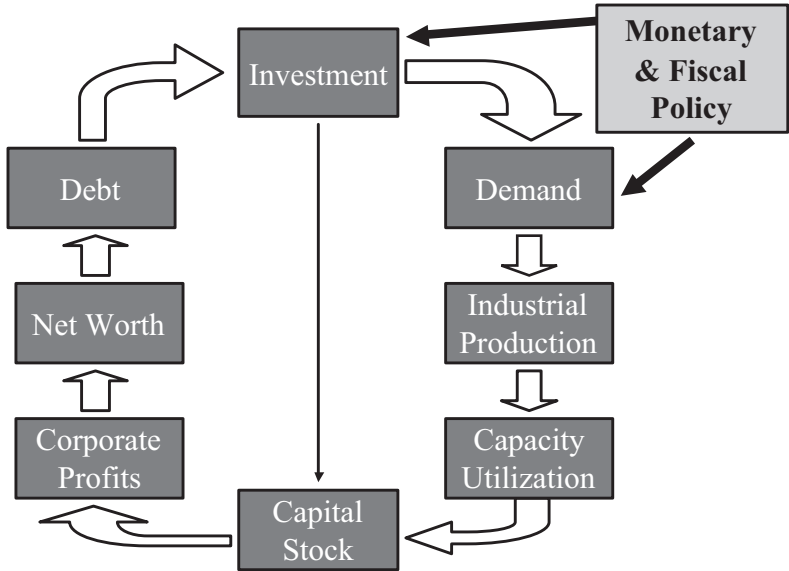 Monetary
& Fiscal
Policy
Investment
Debt
Demand
Net Worth
Industrial
Production
Corporate
Profits
Capacity
Utilization
Capital
Stock